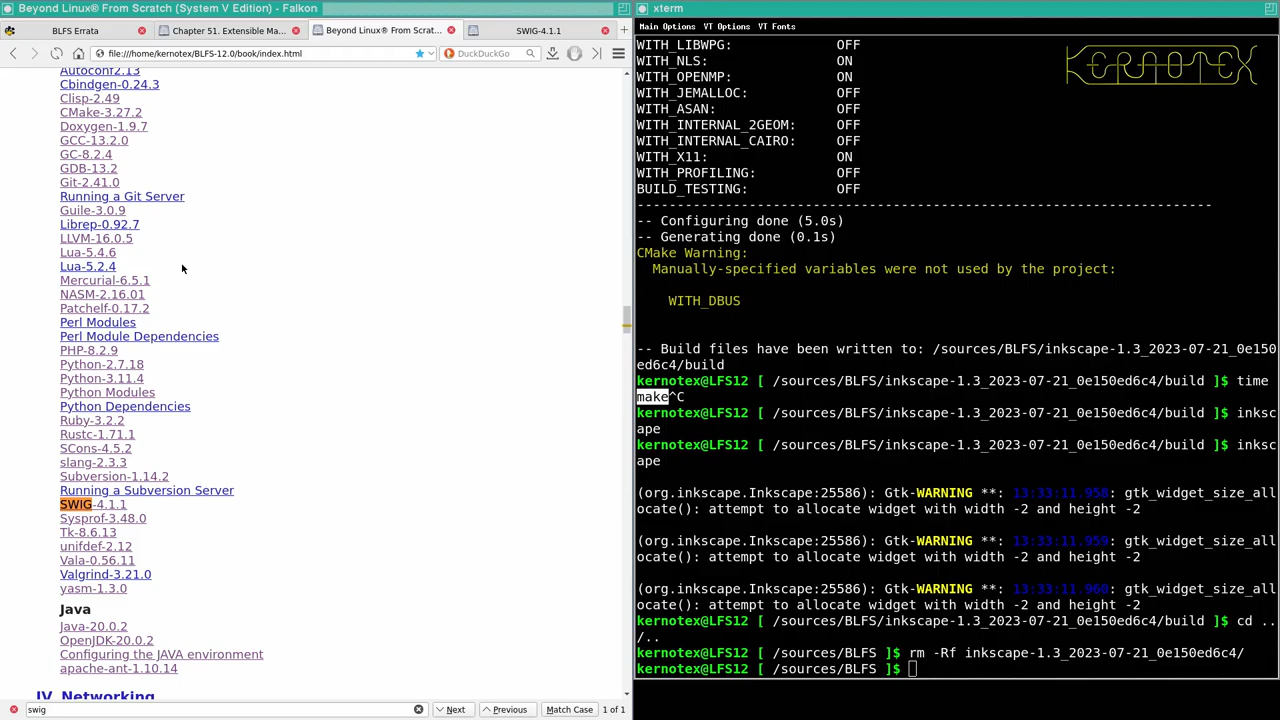 Beyond Linux® From Scratch (System V Edition) - Falkon
BLFS Errata
Chapter 51. Extensible Ma...
Beyond Linux® From Scrat...
SWIG-4.1.1
file:///home/kernotex/BLFS-12.0/book/index.html
DuckDuckGo
Autoconf2.13
Cbindgen-0.24.3
Clisp-2.49
CMake-3.27.2
Doxygen-1.9.7
GCC-13.2.0
GC-8.2.4
GDB-13.2
Git-2.41.0
Running a Git Server
Guile-3.0.9
Librep-0.92.7
LLVM-16.0.5
Lua-5.4.6
Lua-5.2.4
Mercurial-6.5.1
NASM-2.16.01
Patchelf-0.17.2
Perl Modules
Perl Module Dependencies
PHP-8.2.9
Python-2.7.18
Python-3.11.4
Python Modules
Python Dependencies
Ruby-3.2.2
Rustc-1.71.1
SCons-4.5.2
slang-2.3.3
Subversion-1.14.2
Running a Subversion Server
SWIG-4.1.1
Sysprof-3.48.0
Tk-8.6.13
unifdef-2.12
Vala-0.56.11
Valgrind-3.21.0
yasm-1.3.0
Java
Java-20.0.2
OpenJDK-20.0.2
Configuring the JAVA environment
apache-ant-1.10.14
IV. Networking
swig
Next
Previous
Match Case
1 of 1
xterm
Main Options VT Options VT Fonts
KERNOTEX
WITH_LIBWPG: OFF
WITH_NLS: ON
WITH_OPENMP: ON
WITH_JEMALLOC: OFF
WITH_ASAN: OFF
WITH_INTERNAL_2GEOM: OFF
WITH_INTERNAL_CAIRO: OFF
WITH_X11: ON
WITH_PROFILING: OFF
BUILD_TESTING: OFF
-------------------------------------------------------------------------
-- Configuring done (5.0s)
-- Generating done (0.1s)
CMake Warning:
Manually-specified variables were not used by the project:
WITH_DBUS
-- Build files have been written to: /sources/BLFS/inkscape-1.3_2023-07-21_0e150
ed6c4/build
kernotex@LFS12 [ /sources/BLFS/inkscape-1.3_2023-07-21_0e150ed6c4/build ]$ time
make^C
kernotex@LFS12 [ /sources/BLFS/inkscape-1.3_2023-07-21_0e150ed6c4/build ]$ inksc
ape
kernotex@LFS12 [ /sources/BLFS/inkscape-1.3_2023-07-21_0e150ed6c4/build ]$ inksc
ape
(org.inkscape.Inkscape:25586): Gtk-WARNING **: 13:33:11.958: gtk_widget_size_all
ocate(): attempt to allocate widget with width -2 and height -2
(org.inkscape.Inkscape:25586): Gtk-WARNING **: 13:33:11.959: gtk_widget_size_all
ocate(): attempt to allocate widget with width -2 and height -2
(org.inkscape.Inkscape:25586): Gtk-WARNING **: 13:33:11.960: gtk_widget_size_all
ocate(): attempt to allocate widget with width -2 and height -2
kernotex@LFS12 [ /sources/BLFS/inkscape-1.3_2023-07-21_0e150ed6c4/build ]$ cd ..
/..
kernotex@LFS12 [ /sources/BLFS ]$ rm -Rf inkscape-1.3_2023-07-21_0e150ed6c4/
kernotex@LFS12 [ /sources/BLFS ]$